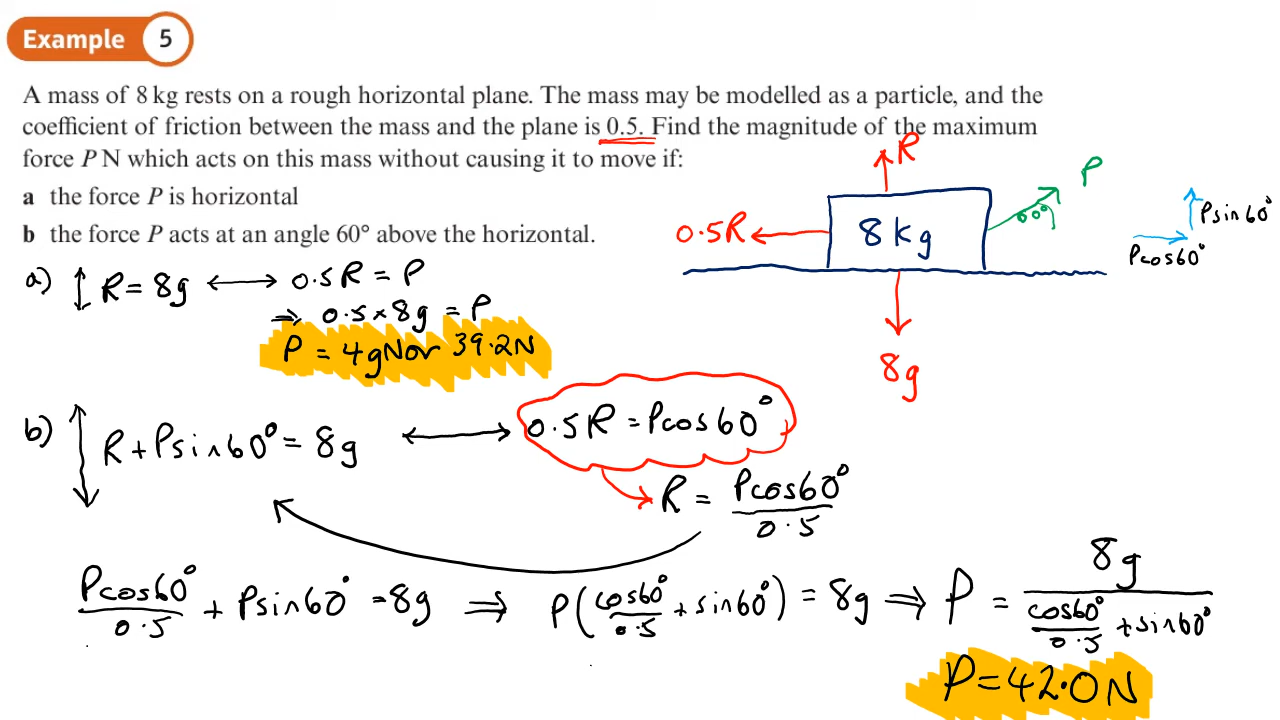 Example 5
A mass of 8 kg rests on a rough horizontal plane. The mass may be modelled as a particle, and the
coefficient of friction between the mass and the plane is 0.5. Find the magnitude of the maximum
force P N which acts on this mass without causing it to move if:
a the force P is horizontal
b the force P acts at an angle 60° above the horizontal.
R
P
60°
0.5R
8kg
Psin60°
Pcos60°
8g
a) ↕ R = 8g ⟷ 0.5R = P
⇒ 0.5 × 8g = P
P = 4gN or 39.2N
b) ↕ R + Psin60° = 8g ⟷ 0.5R = Pcos60°
R = Pcos60° / 0.5
Pcos60° / 0.5 + Psin60° = 8g ⇒ P(cos60° / 0.5 + sin60°) = 8g ⇒ P = 8g / (cos60° / 0.5 + sin60°)
P = 42.0N